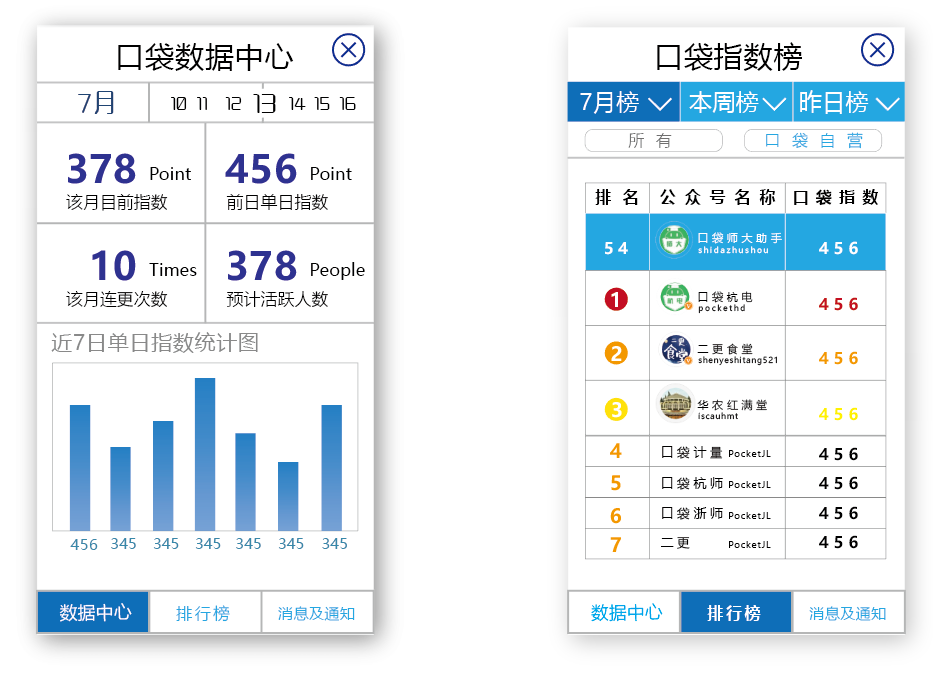 口袋数据中心
7月 10 11 12 13 14 15 16
378 Point 456 Point
该月目前指数 前日单日指数
10 Times 378 People
该月连更次数 预计活跃人数
近7日单日指数统计图
456 345 345 345 345 345 345
数据中心 排行榜 消息及通知
口袋指数榜
7月榜 本周榜 昨日榜
所有 口袋自营
排名 公众号名称 口袋指数
54 师大 口袋师大助手 456
shidazhushou
1 杭电 口袋杭电 456
pockethd
2 二更食堂 二更食堂 456
shenyeshitang521
3 华农红满堂 456
iscauhmt
4 口袋计量 PocketJL 456
5 口袋杭师 PocketJL 456
6 口袋浙师 PocketJL 456
7 二更 PocketJL 456
数据中心 排行榜 消息及通知